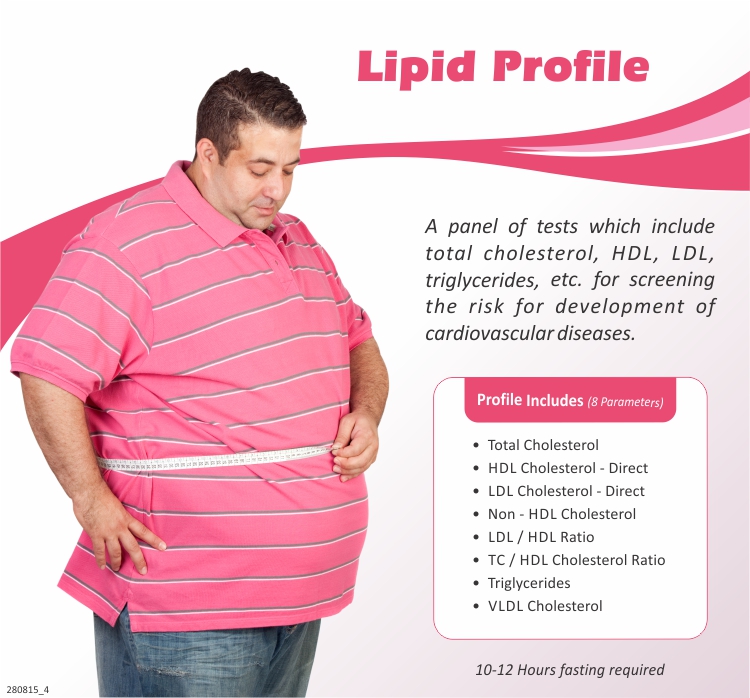 Lipid Profile
A panel of tests which include
total cholesterol, HDL, LDL,
triglycerides, etc. for screening
the risk for development of
cardiovascular diseases.
Profile Includes (8 Parameters)
• Total Cholesterol
• HDL Cholesterol - Direct
• LDL Cholesterol - Direct
• Non - HDL Cholesterol
• LDL / HDL Ratio
• TC / HDL Cholesterol Ratio
• Triglycerides
• VLDL Cholesterol
10-12 Hours fasting required
280815_4